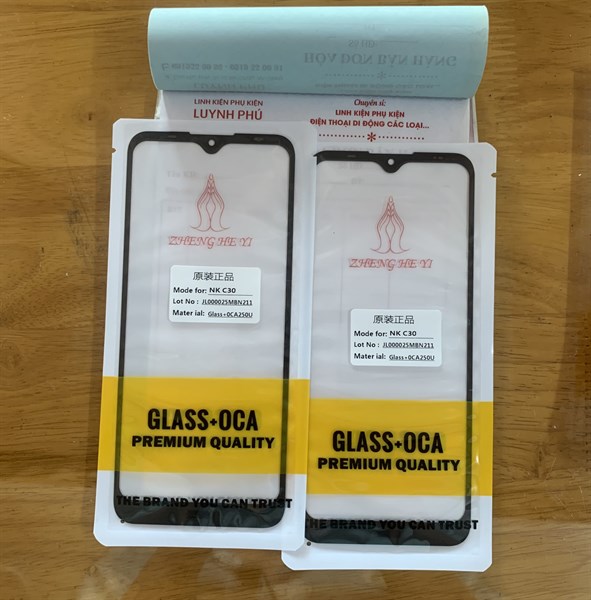 HÓA ĐƠN BÁN HÀNG
LINH KIỆN PHỤ KIỆN
LUYNH PHÚ
Chuyên sỉ:
LINH KIỆN PHỤ KIỆN
ĐIỆN THOẠI DI ĐỘNG CÁC LOẠI...
ZHENG HE YI
原装正品
Mode for: NK C30
Lot No : JL000025MBN211
Mater ial: Glass+OCA250U
GLASS+OCA
PREMIUM QUALITY
THE BRAND YOU CAN TRUST
ZHENG HE YI
原装正品
Mode for: NK C30
Lot No : JL000025MBN211
Mater ial: Glass+OCA250U
GLASS+OCA
PREMIUM QUALITY
THE BRAND YOU CAN TRUST